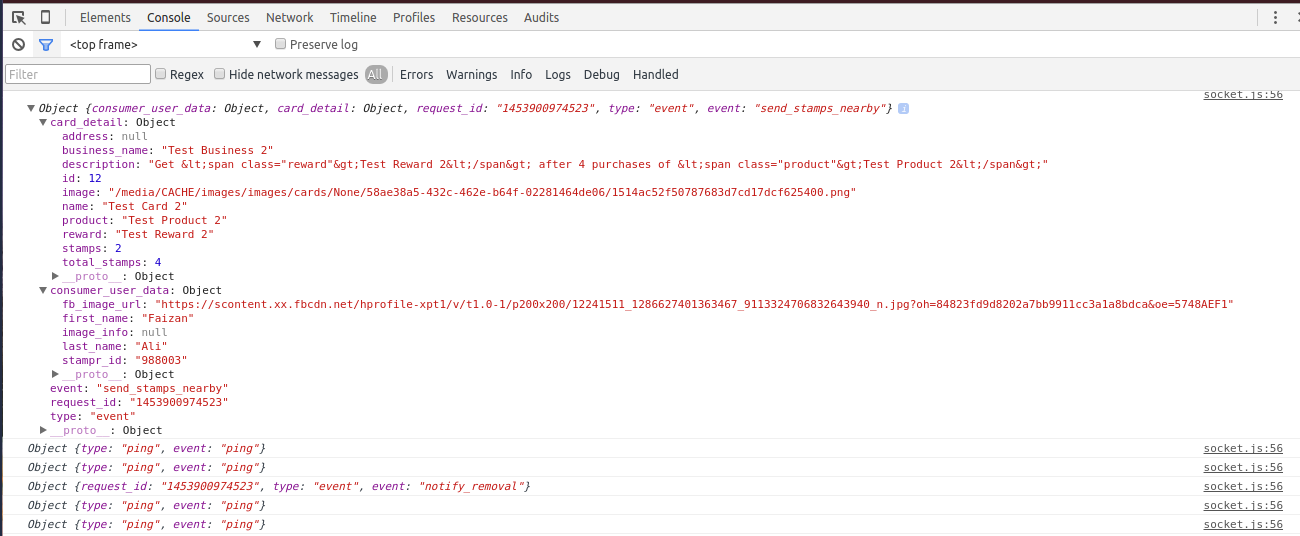 Elements Console Sources Network Timeline Profiles Resources Audits
<top frame> ▼ Preserve log
Filter Regex Hide network messages All Errors Warnings Info Logs Debug Handled
socket.js:56
▼ Object {consumer_user_data: Object, card_detail: Object, request_id: "1453900974523", type: "event", event: "send_stamps_nearby"} i
▼ card_detail: Object
address: null
business_name: "Test Business 2"
description: "Get &lt;span class="reward"&gt;Test Reward 2&lt;/span&gt; after 4 purchases of &lt;span class="product"&gt;Test Product 2&lt;/span&gt;"
id: 12
image: "/media/CACHE/images/images/cards/None/58ae38a5-432c-462e-b64f-02281464de06/1514ac52f50787683d7cd17dcf625400.png"
name: "Test Card 2"
product: "Test Product 2"
reward: "Test Reward 2"
stamps: 2
total_stamps: 4
▶ __proto__: Object
▼ consumer_user_data: Object
fb_image_url: "https://scontent.xx.fbcdn.net/hprofile-xpt1/v/t1.0-1/p200x200/12241511_1286627401363467_9113324706832643940_n.jpg?oh=84823fd9d8202a7bb9911cc3a1a8bdca&oe=5748AEF1"
first_name: "Faizan"
image_info: null
last_name: "Ali"
stampr_id: "988003"
▶ __proto__: Object
event: "send_stamps_nearby"
request_id: "1453900974523"
type: "event"
▶ __proto__: Object
Object {type: "ping", event: "ping"} socket.js:56
Object {type: "ping", event: "ping"} socket.js:56
Object {request_id: "1453900974523", type: "event", event: "notify_removal"} socket.js:56
Object {type: "ping", event: "ping"} socket.js:56
Object {type: "ping", event: "ping"} socket.js:56